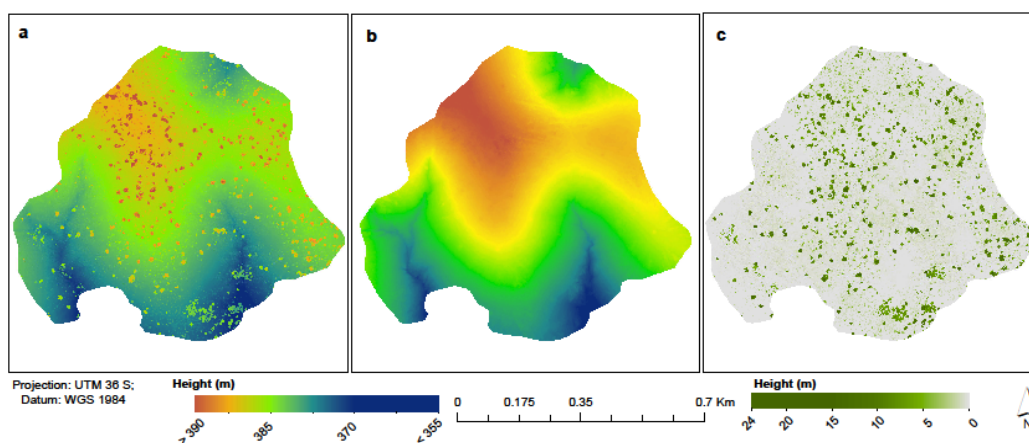 a
b
c
Projection: UTM 36 S;
Datum: WGS 1984
Height (m)
> 390
385
370
< 355
0 0.175 0.35 0.7 Km
Height (m)
24 20 15 10 5 0